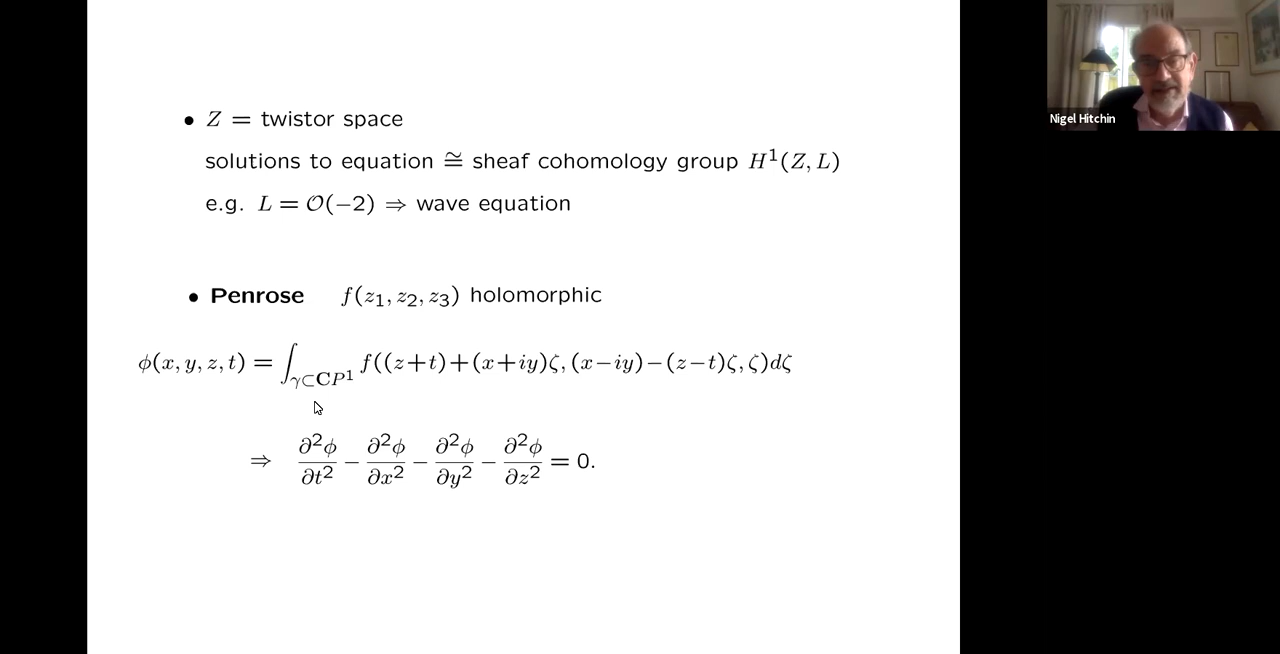 • Z = twistor space
solutions to equation ≅ sheaf cohomology group H¹(Z, L)
e.g. L = 𝒪(−2) ⇒ wave equation
• Penrose f(z₁, z₂, z₃) holomorphic
ϕ(x, y, z, t) = ∫_{γ⊂CP¹} f((z+t)+(x+iy)ζ, (x−iy)−(z−t)ζ, ζ)dζ
⇒ ∂²ϕ/∂t² − ∂²ϕ/∂x² − ∂²ϕ/∂y² − ∂²ϕ/∂z² = 0.
Nigel Hitchin